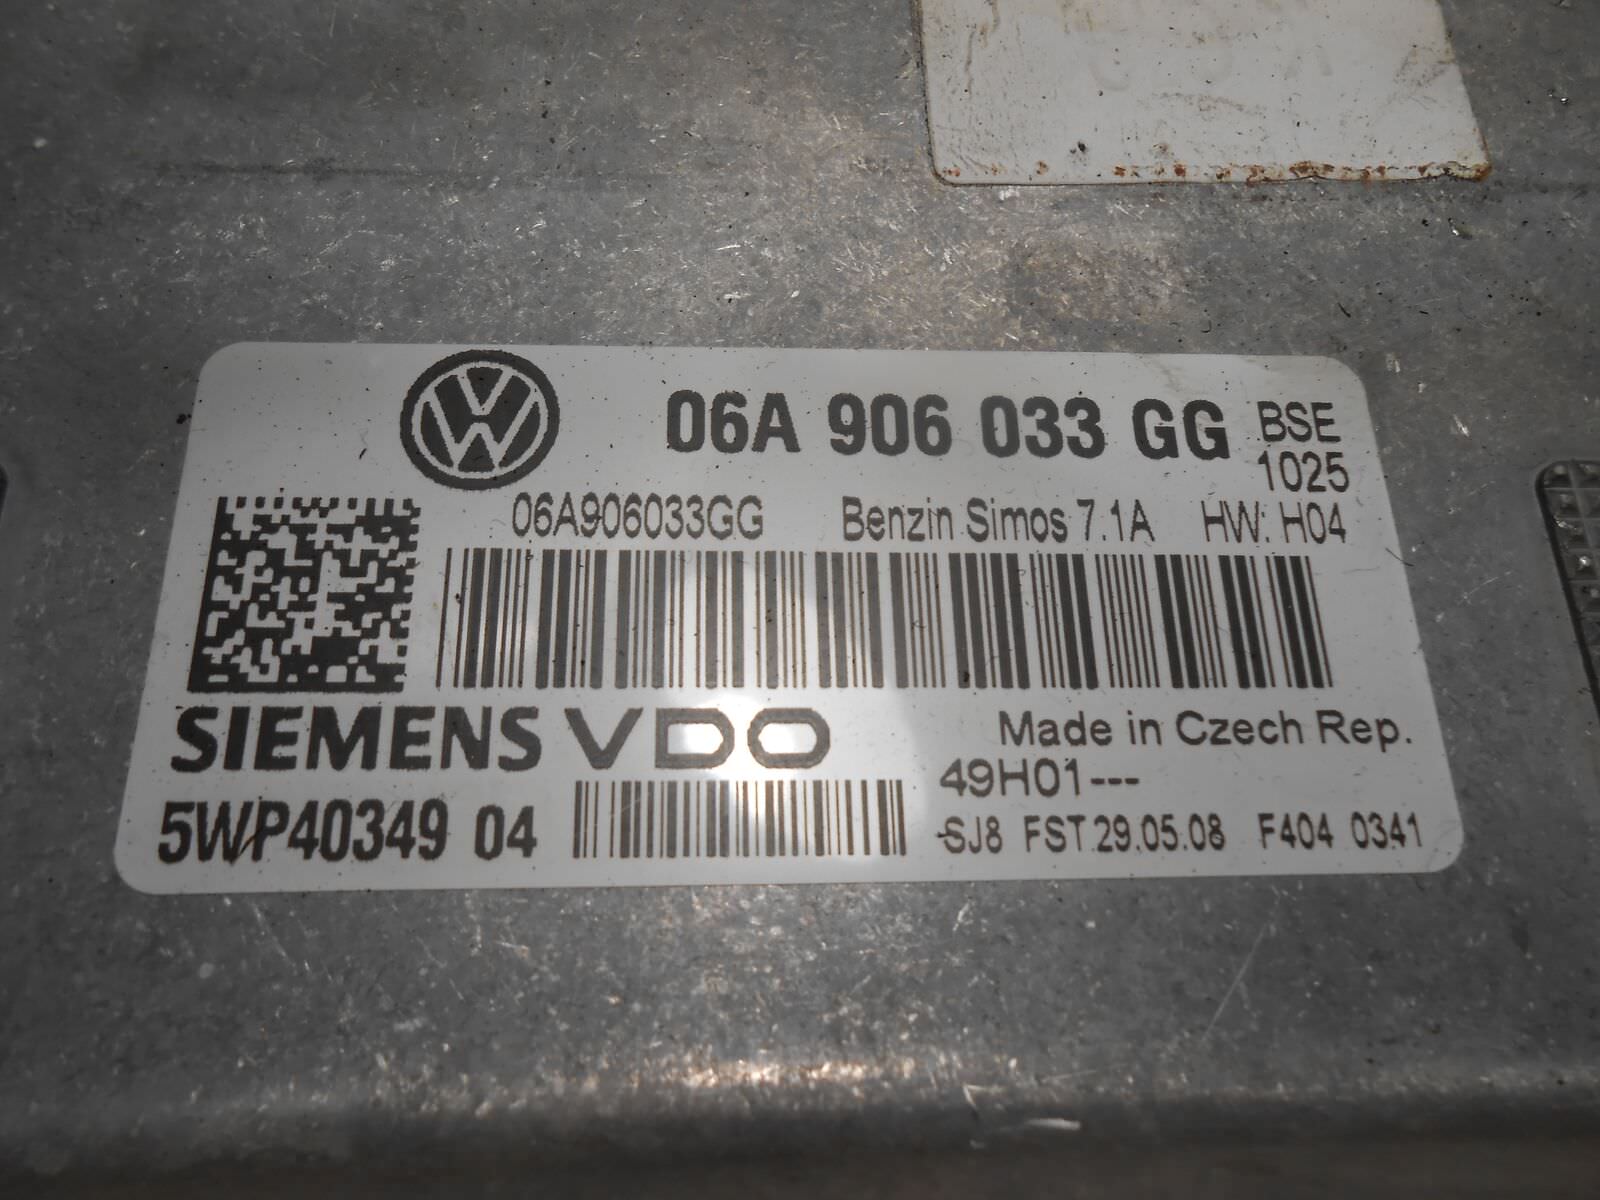 06A 906 033 GG BSE
1025
06A906033GG Benzin Simos 7.1A HW: H04
SIEMENS VDO
Made in Czech Rep.
49H01---
5WP40349 04
SJ8 FST 29.05.08 F404 0341